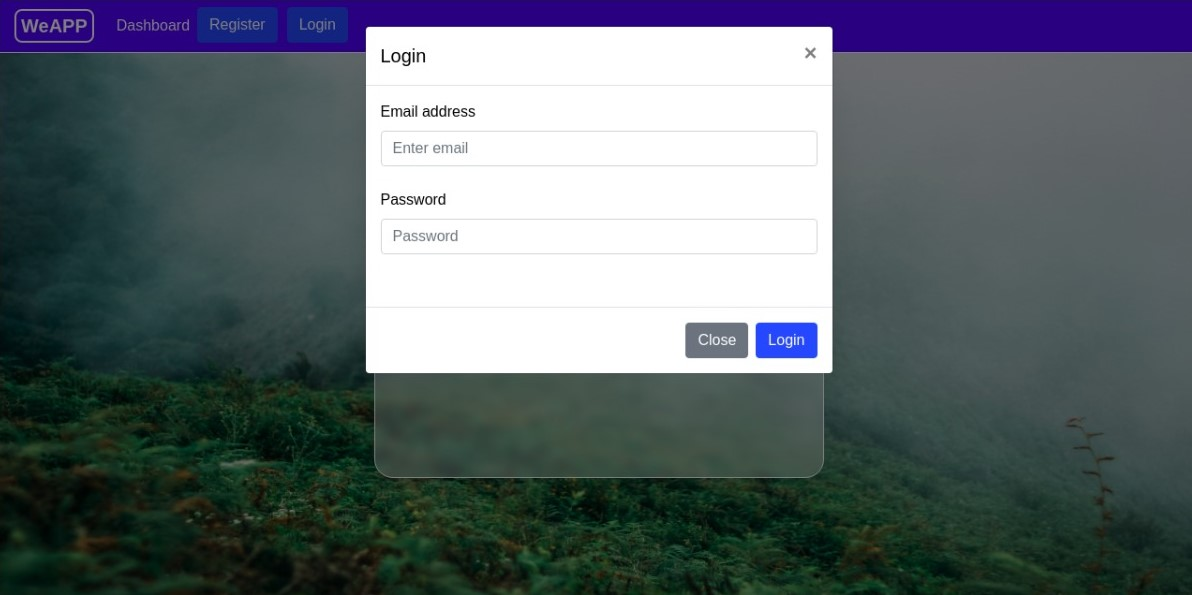 WeAPP Dashboard Register Login
Login ×
Email address
Enter email
Password
Password
Close Login